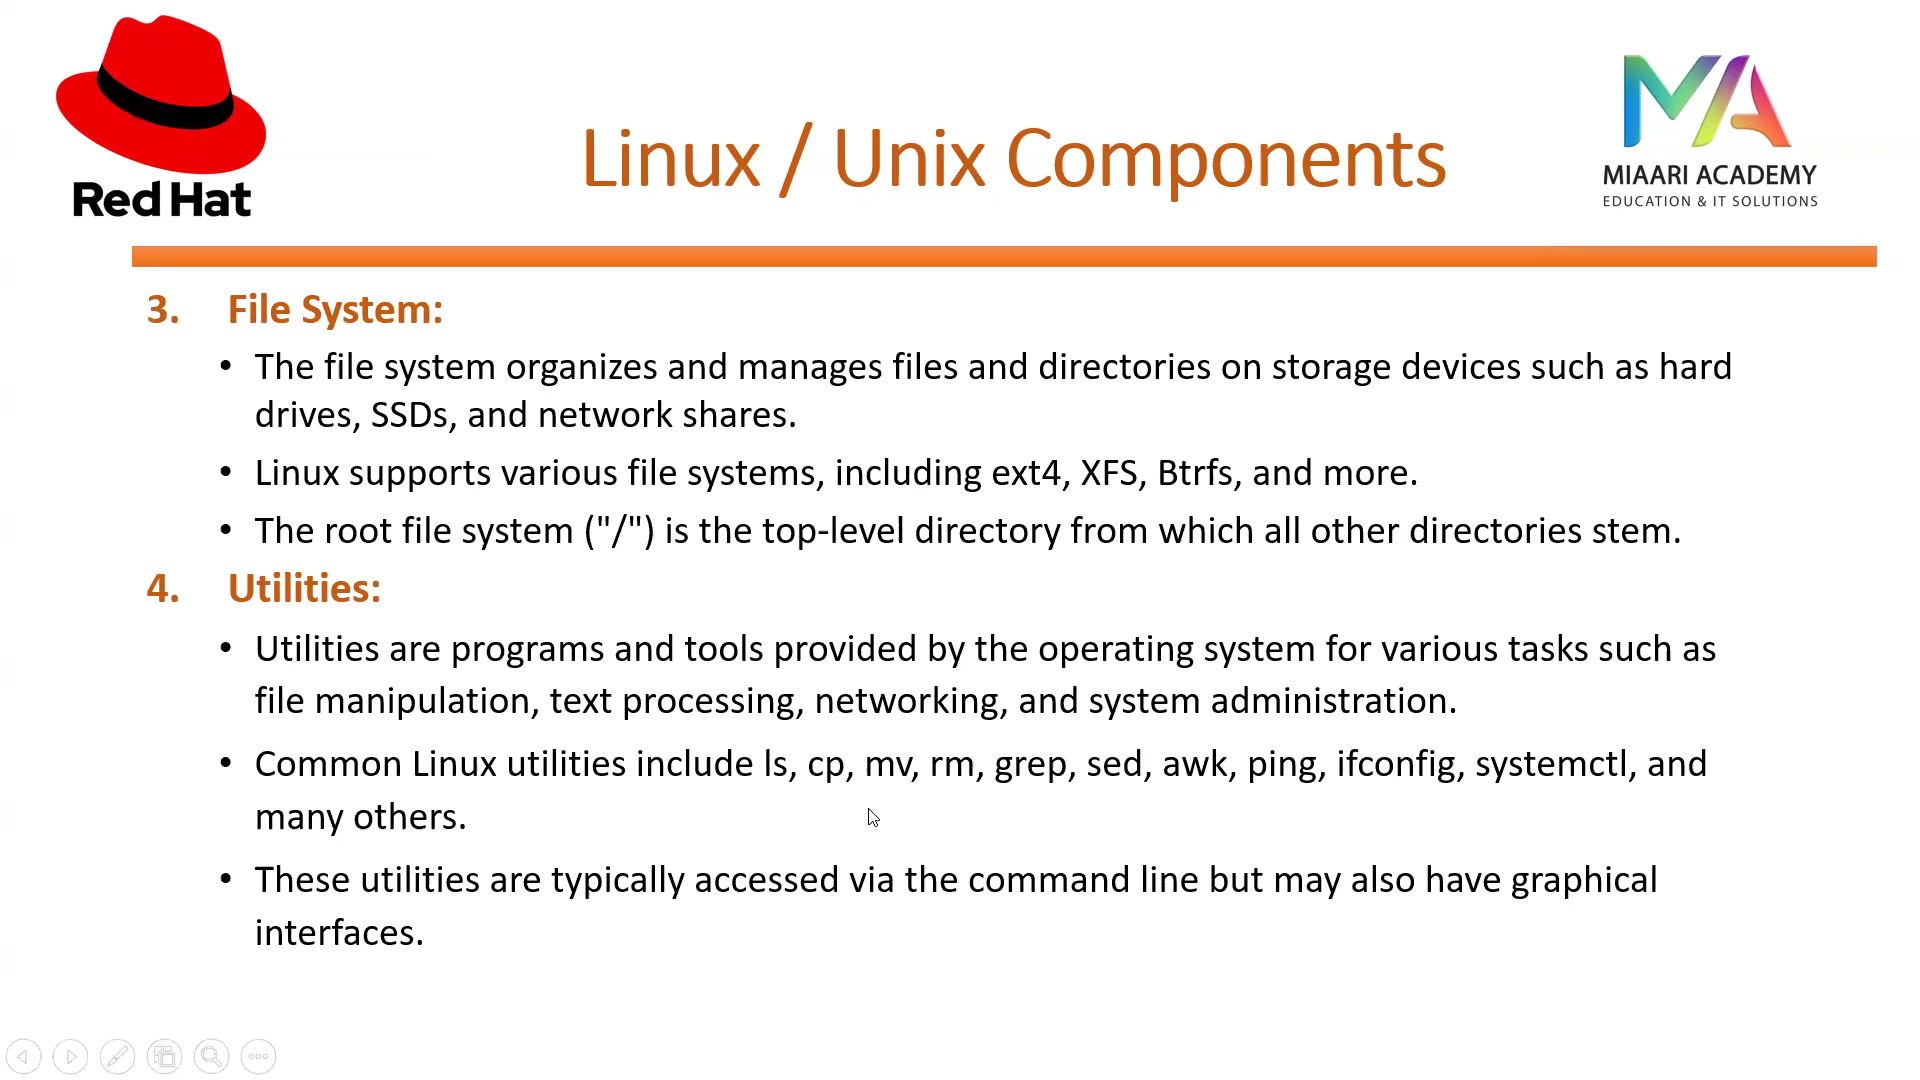 Red Hat
Linux / Unix Components
MA
MIAARI ACADEMY
EDUCATION & IT SOLUTIONS
3. File System:
• The file system organizes and manages files and directories on storage devices such as hard
drives, SSDs, and network shares.
• Linux supports various file systems, including ext4, XFS, Btrfs, and more.
• The root file system ("/") is the top-level directory from which all other directories stem.
4. Utilities:
• Utilities are programs and tools provided by the operating system for various tasks such as
file manipulation, text processing, networking, and system administration.
• Common Linux utilities include ls, cp, mv, rm, grep, sed, awk, ping, ifconfig, systemctl, and
many others.
• These utilities are typically accessed via the command line but may also have graphical
interfaces.